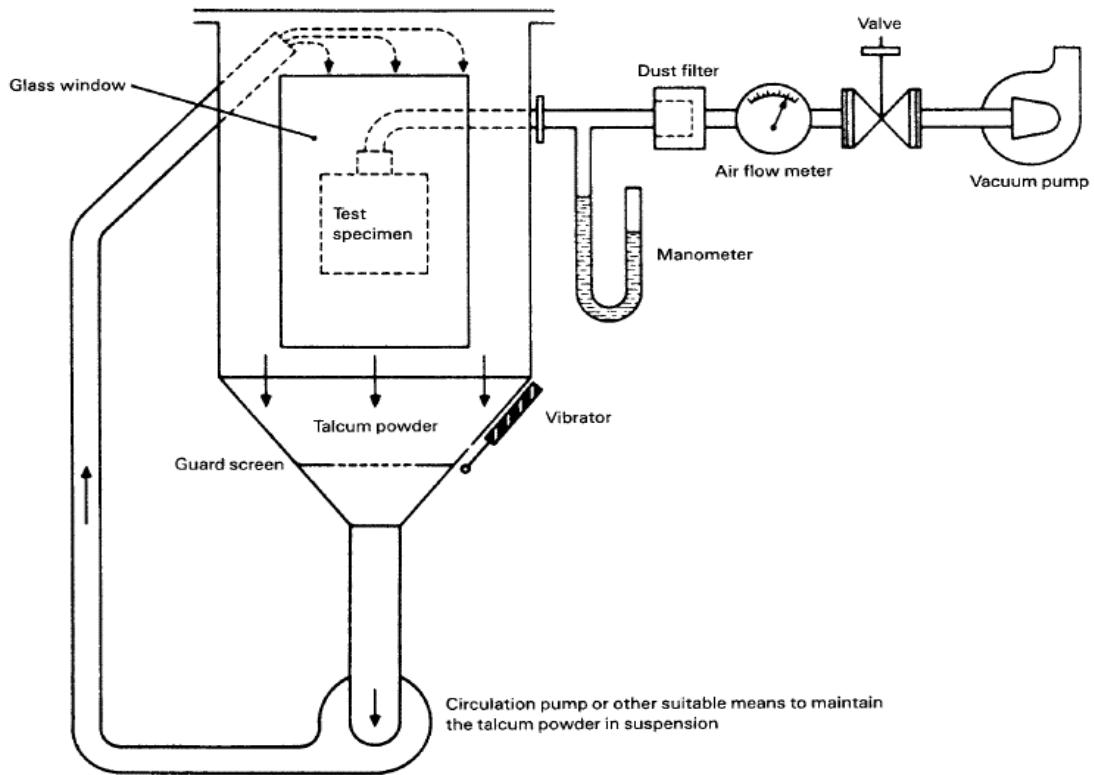 Valve
Dust filter
Glass window
Air flow meter
Vacuum pump
Test
specimen
Manometer
Vibrator
Talcum powder
Guard screen
Circulation pump or other suitable means to maintain
the talcum powder in suspension